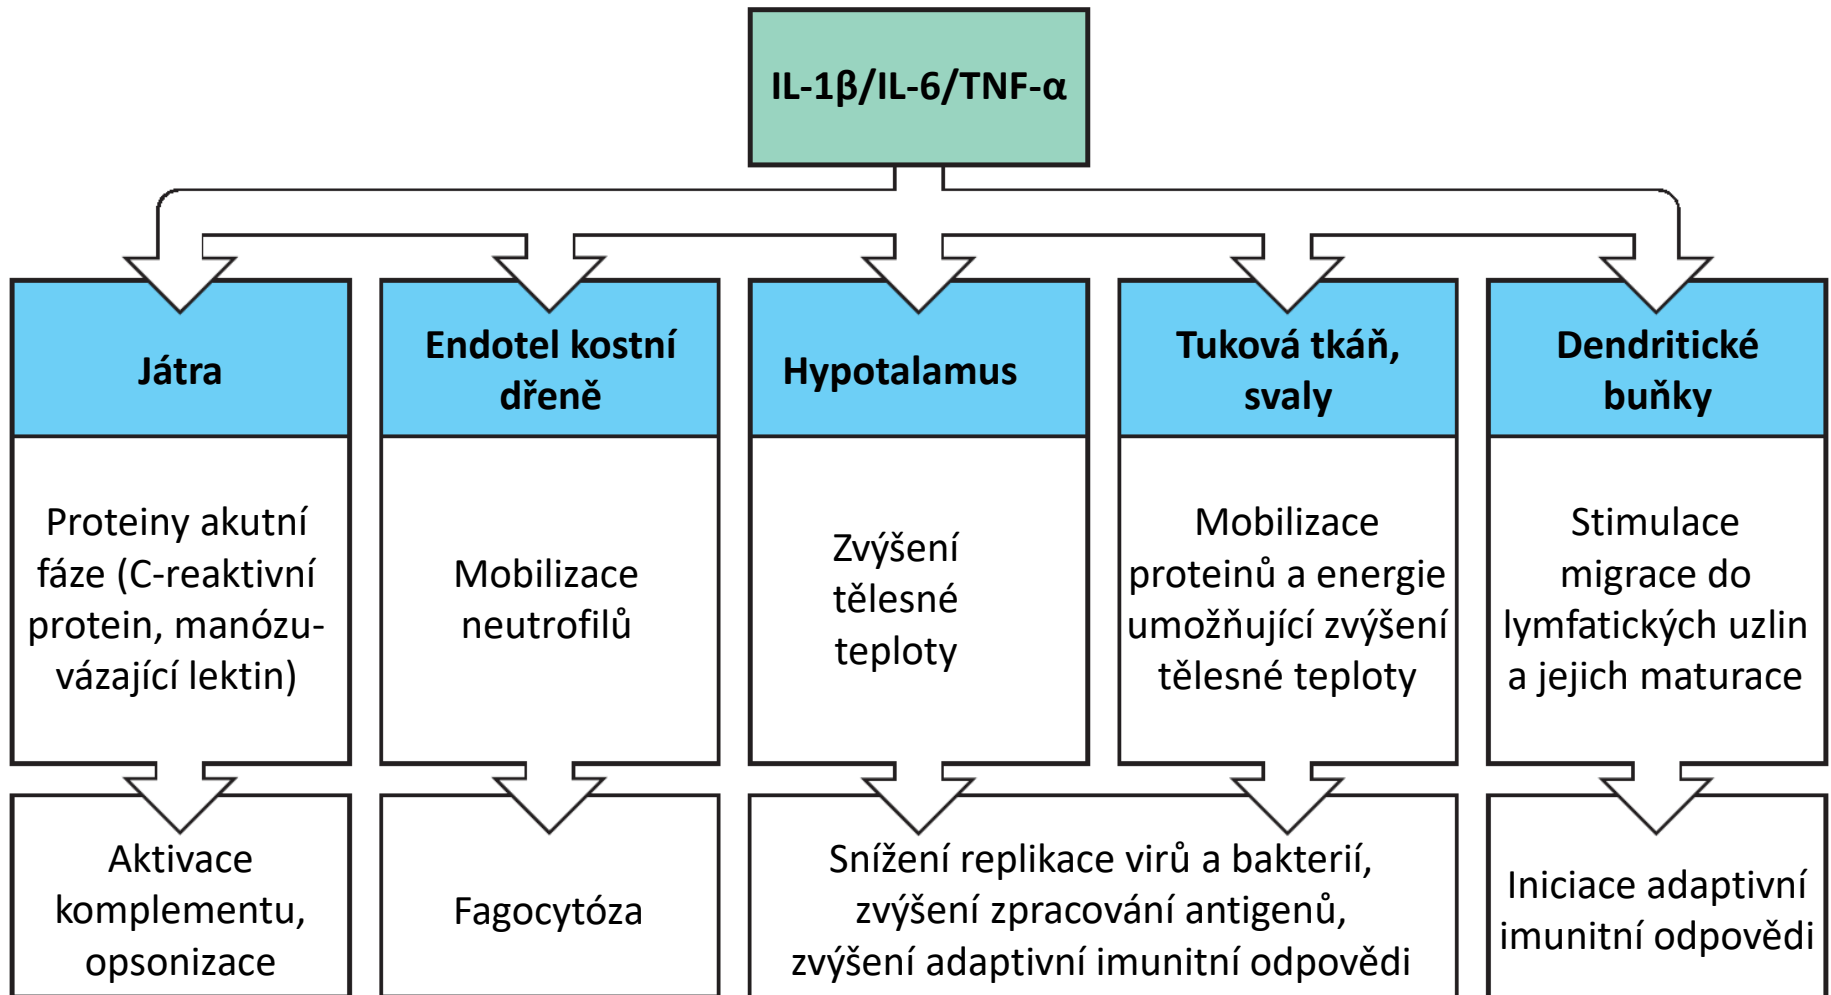 IL-1β/IL-6/TNF-α
Játra
Endotel kostní
dřeně
Hypotalamus
Tuková tkáň,
svaly
Dendritické
buňky
Proteiny akutní
fáze (C-reaktivní
protein, manózu-
vázající lektin)
Mobilizace
neutrofilů
Zvýšení
tělesné
teploty
Mobilizace
proteinů a energie
umožňující zvýšení
tělesné teploty
Stimulace
migrace do
lymfatických uzlin
a jejich maturace
Aktivace
komplementu,
opsonizace
Fagocytóza
Snížení replikace virů a bakterií,
zvýšení zpracování antigenů,
zvýšení adaptivní imunitní odpovědi
Iniciace adaptivní
imunitní odpovědi